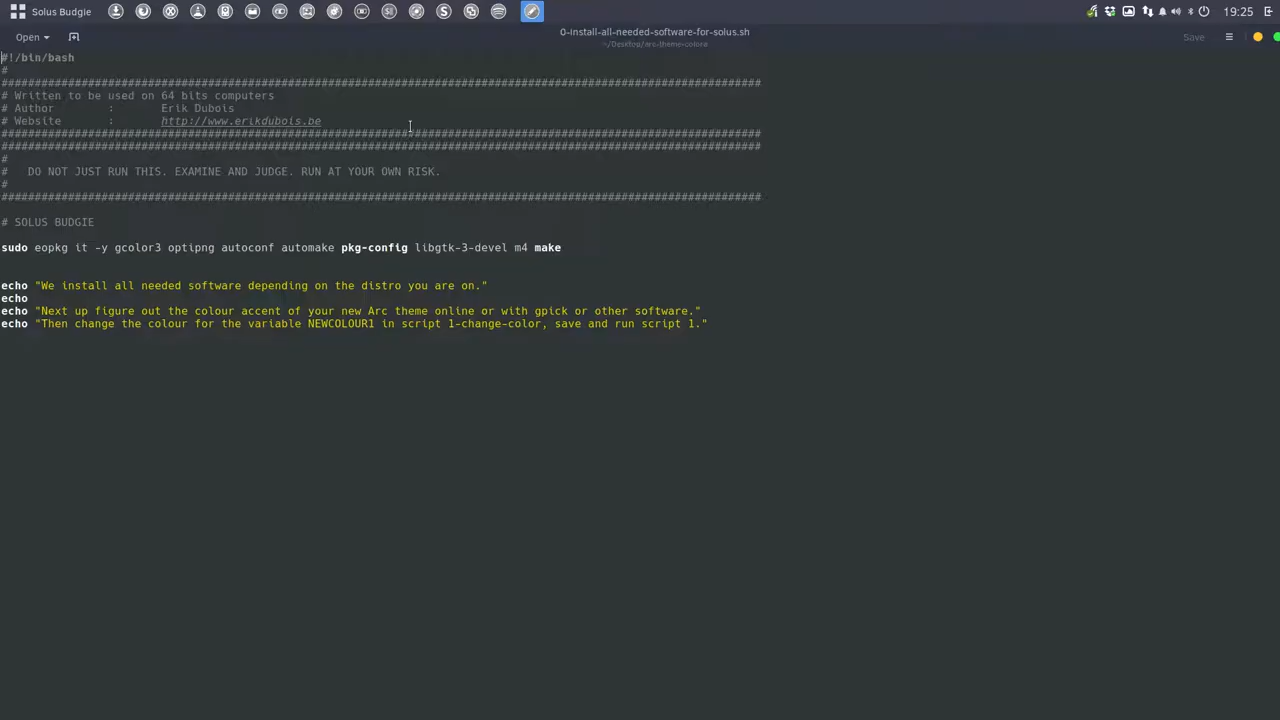 Solus Budgie
19:25
Open
0-install-all-needed-software-for-solus.sh
~/Desktop/arc-theme-colora
Save
#!/bin/bash
#
##################################################################################################################
# Written to be used on 64 bits computers
# Author : Erik Dubois
# Website : http://www.erikdubois.be
##################################################################################################################
##################################################################################################################
#
# DO NOT JUST RUN THIS. EXAMINE AND JUDGE. RUN AT YOUR OWN RISK.
#
##################################################################################################################
# SOLUS BUDGIE
sudo eopkg it -y gcolor3 optipng autoconf automake pkg-config libgtk-3-devel m4 make
echo "We install all needed software depending on the distro you are on."
echo
echo "Next up figure out the colour accent of your new Arc theme online or with gpick or other software."
echo "Then change the colour for the variable NEWCOLOUR1 in script 1-change-color, save and run script 1."